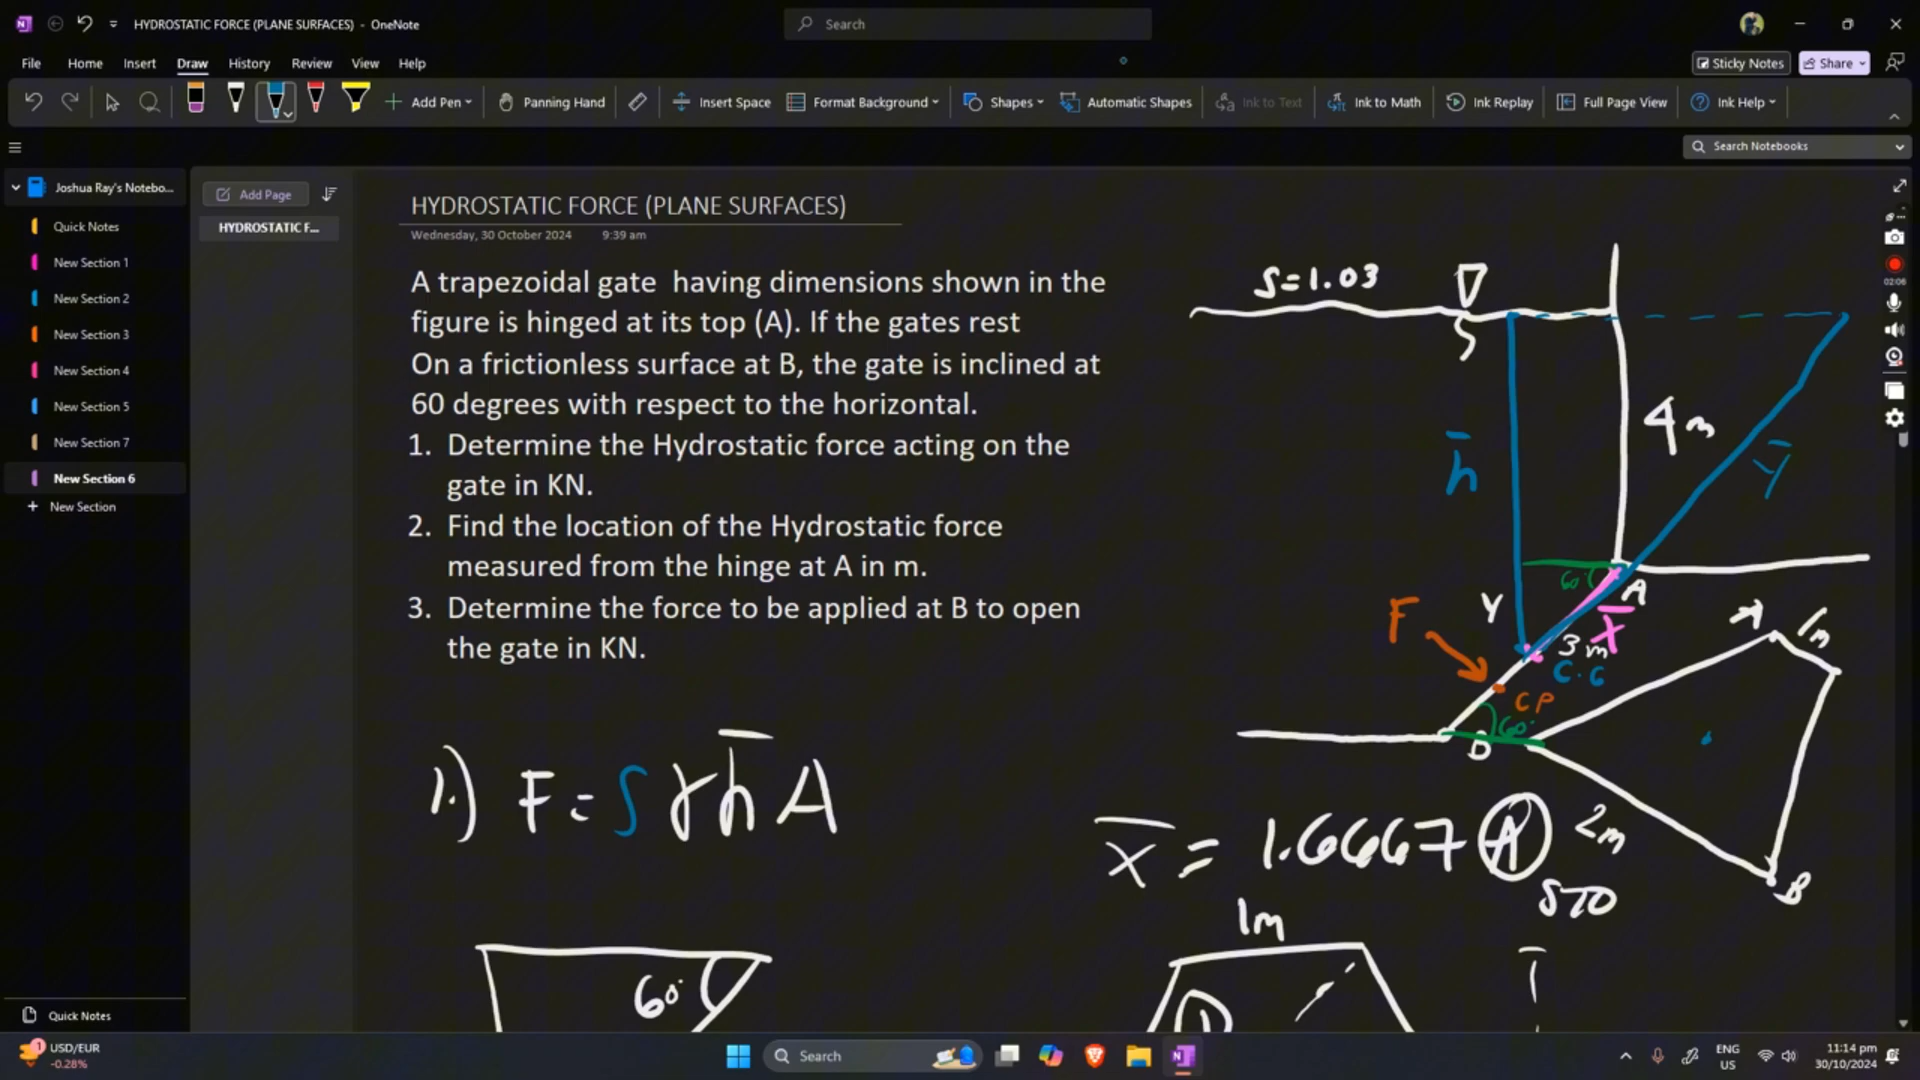 HYDROSTATIC FORCE (PLANE SURFACES) - OneNote
Search
File Home Insert Draw History Review View Help
Sticky Notes Share
Add Pen Panning Hand Insert Space Format Background Shapes Automatic Shapes Ink to Text Ink to Math Ink Replay Full Page View Ink Help
Search Notebooks
Joshua Ray's Notebo...
Quick Notes
New Section 1
New Section 2
New Section 3
New Section 4
New Section 5
New Section 7
New Section 6
New Section
Quick Notes
Add Page
HYDROSTATIC F...
HYDROSTATIC FORCE (PLANE SURFACES)
Wednesday, 30 October 2024 9:39 am
A trapezoidal gate having dimensions shown in the
figure is hinged at its top (A). If the gates rest
On a frictionless surface at B, the gate is inclined at
60 degrees with respect to the horizontal.
1. Determine the Hydrostatic force acting on the
gate in KN.
2. Find the location of the Hydrostatic force
measured from the hinge at A in m.
3. Determine the force to be applied at B to open
the gate in KN.
S=1.03
4m
h̅
y̅
60°
A
Y
F
3m
x̅
C.G
CP
60°
B
A
1m
2m
B
1.) F = S γ h̅ A
x̅ = 1.6667 A
STO
1m
60°
1
02:06
USD/EUR
-0.28%
1
Search
ENG
US
11:14 pm
30/10/2024